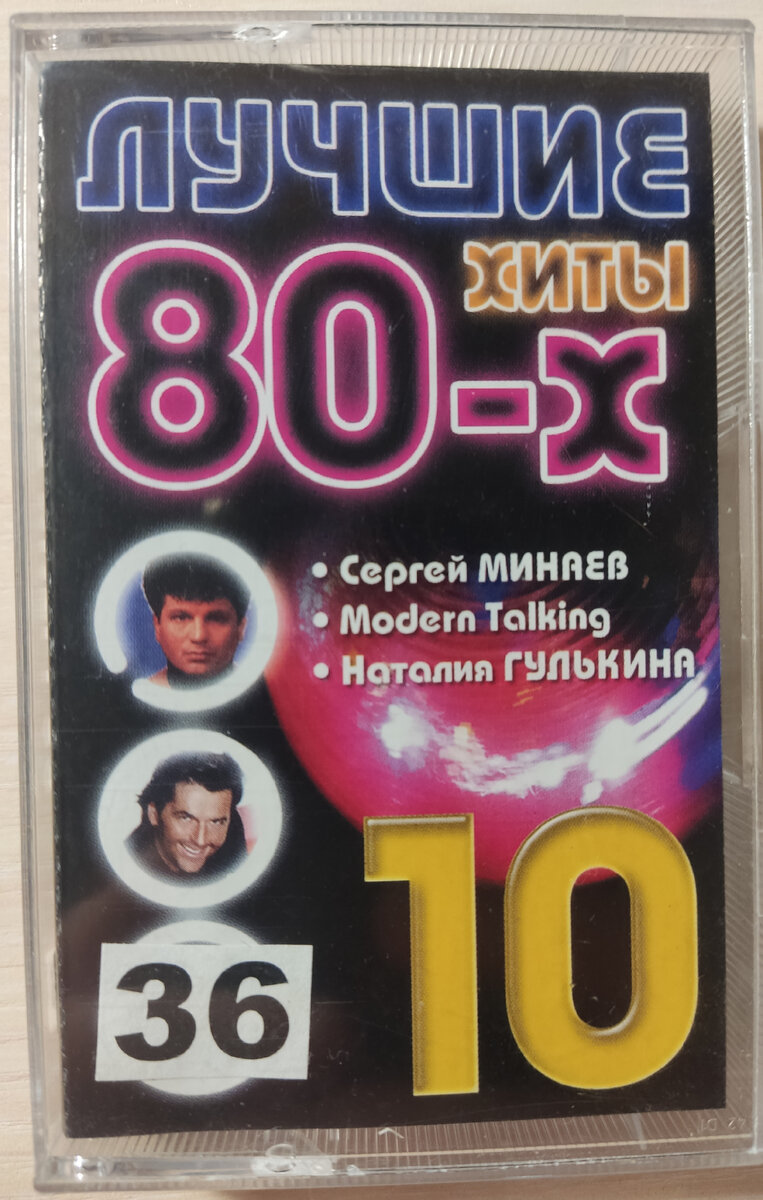 ЛУЧШИЕ
ХИТЫ
80-х
• Сергей МИНАЕВ
• Modern Talking
• Наталия ГУЛЬКИНА
10
36